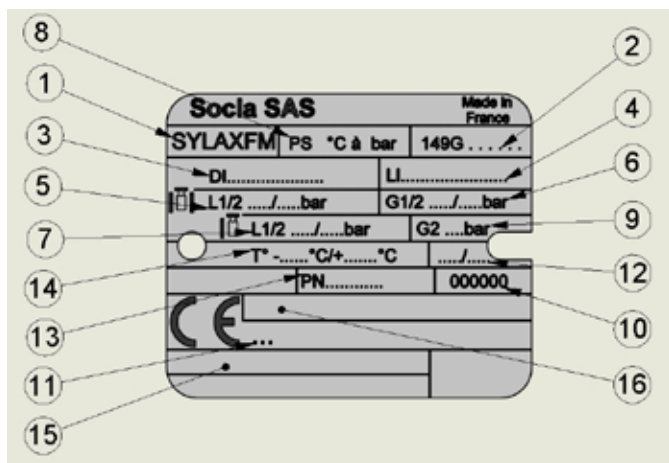 8
2
1
Socla SAS
Made in
France
4
SYLAXFM
PS °C à bar
149G . . . . .
3
DI....................
LI.........................
6
5
L1/2 ..../....bar
G1/2 ..../....bar
7
L1/2 ..../....bar
G2 ....bar
9
14
T° -......°C/+.......°C
..../.....
12
13
PN............
000000
10
CE
...
11
16
15